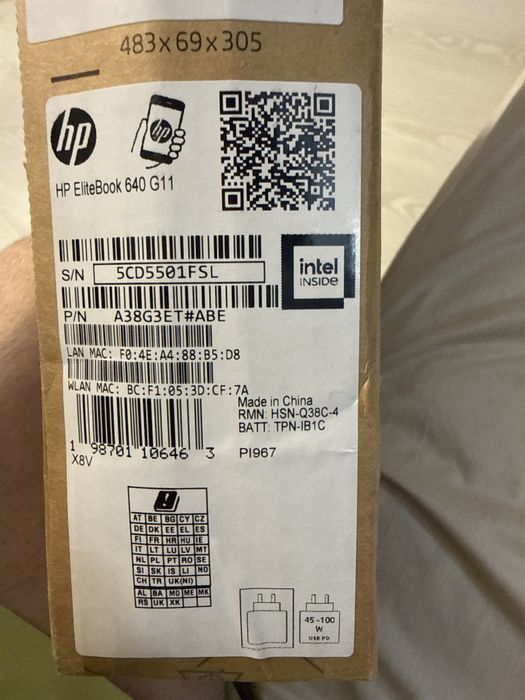 483x69x305
hp
hp
HP EliteBook 640 G11
S/N 5CD5501FSL
intel
INSIDE
P/N A38G3ET#ABE
LAN MAC: F0:4E:A4:88:B5:D8
WLAN MAC: BC:F1:05:3D:CF:7A
Made in China
RMN: HSN-Q38C-4
BATT: TPN-IB1C
1 98701 10646 3
X8V
PI967
AT BE BG CY CZ
DE DK EE EL ES
FI FR HR HU IE
IT LT LU LV MT
NL PL PT RO SE
SI SK IS LI NO
CH TR UK(NI)
AL BA MD ME MK
RS UK XK
45-100
W
USB PD